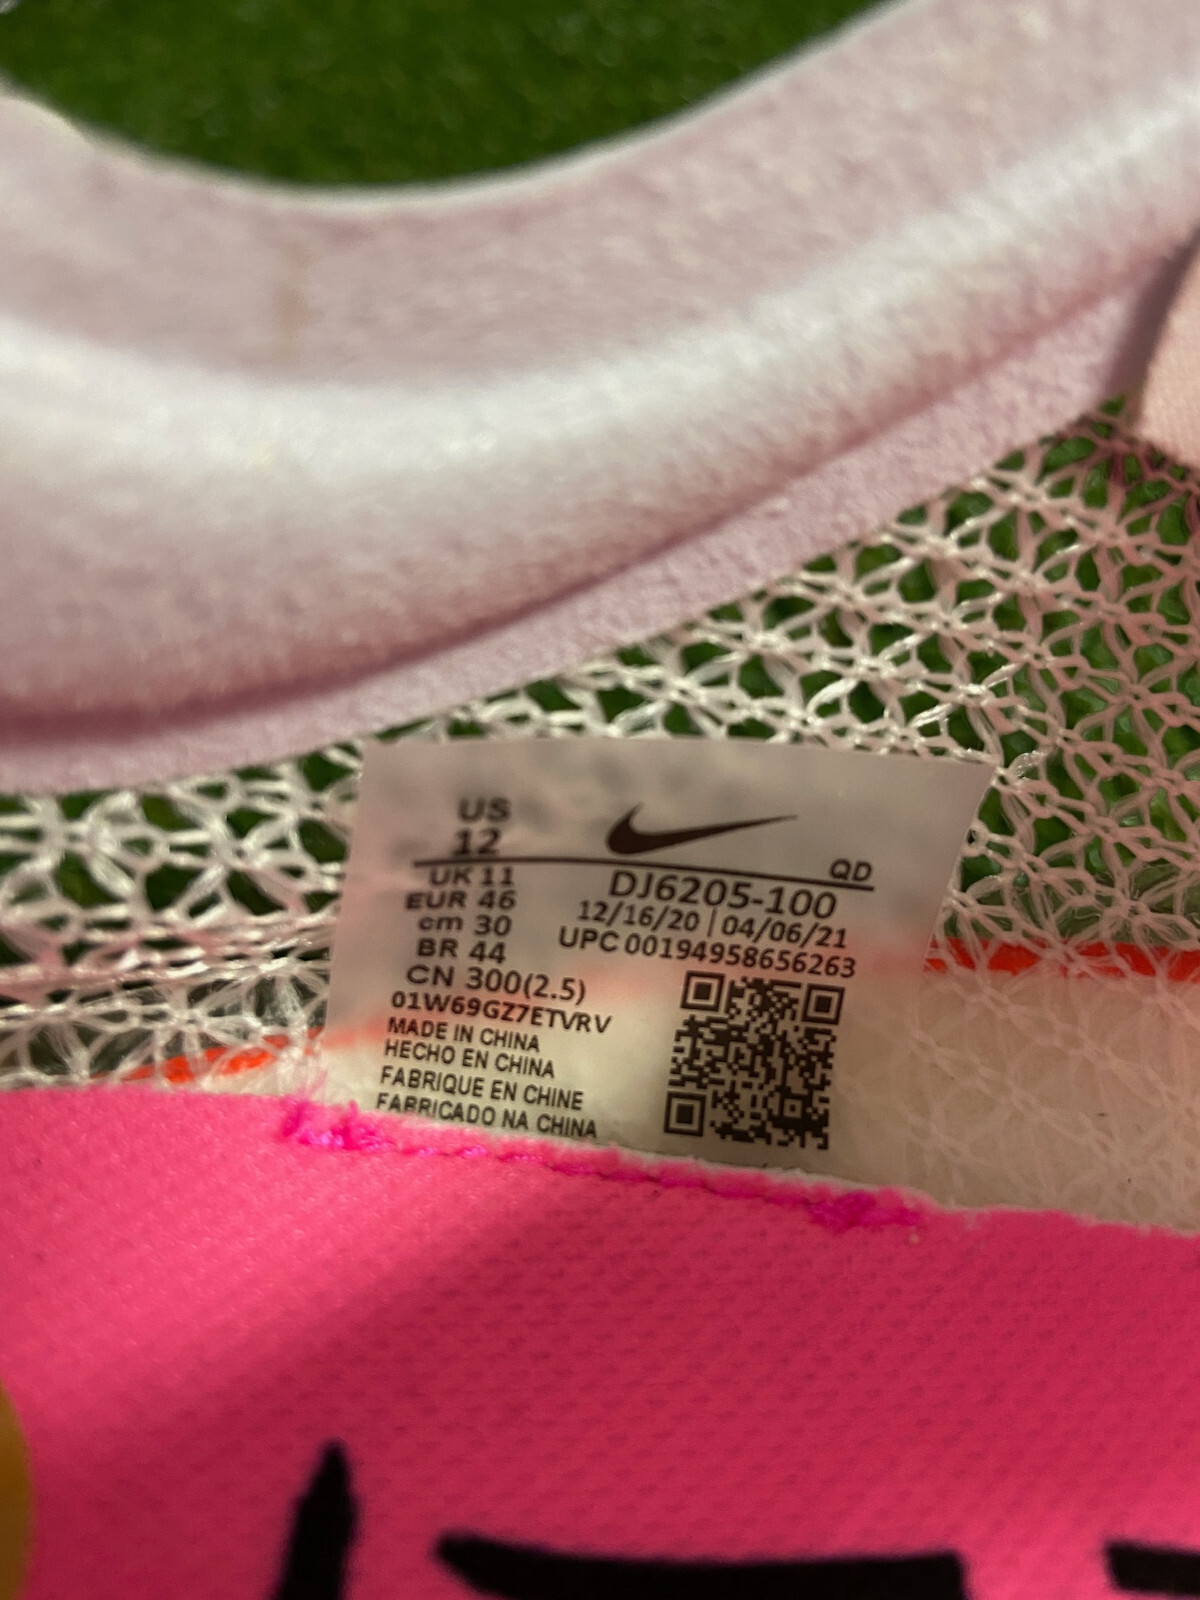 US
12
UK 11
EUR 46
cm 30
BR 44
CN 300(2.5)
01W69GZ7ETVRV
MADE IN CHINA
HECHO EN CHINA
FABRIQUE EN CHINE
FABRICADO NA CHINA
QD
DJ6205-100
12/16/20 | 04/06/21
UPC 00194958656263